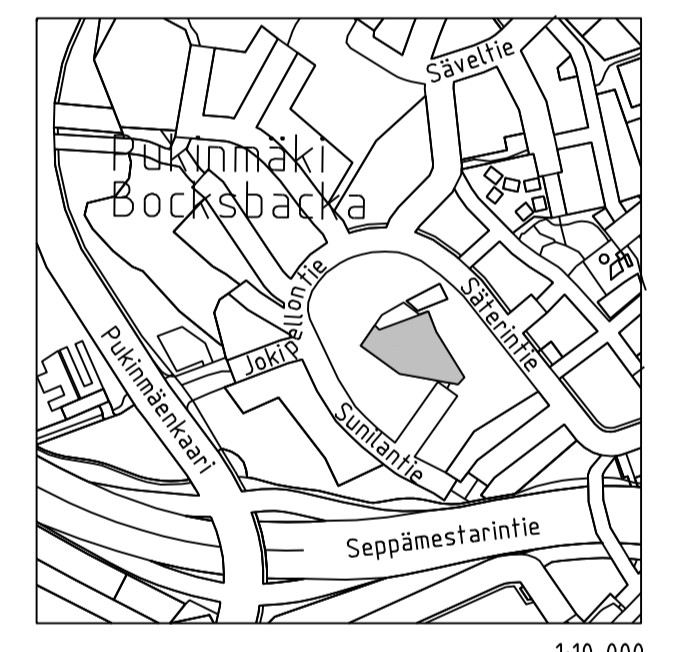 Säveltie
Pukinmäki
Bocksbacka
Jokipellontie
Säterintie
Pukinmäenkaari
Sunilantie
Seppämestarintie
1:10 000